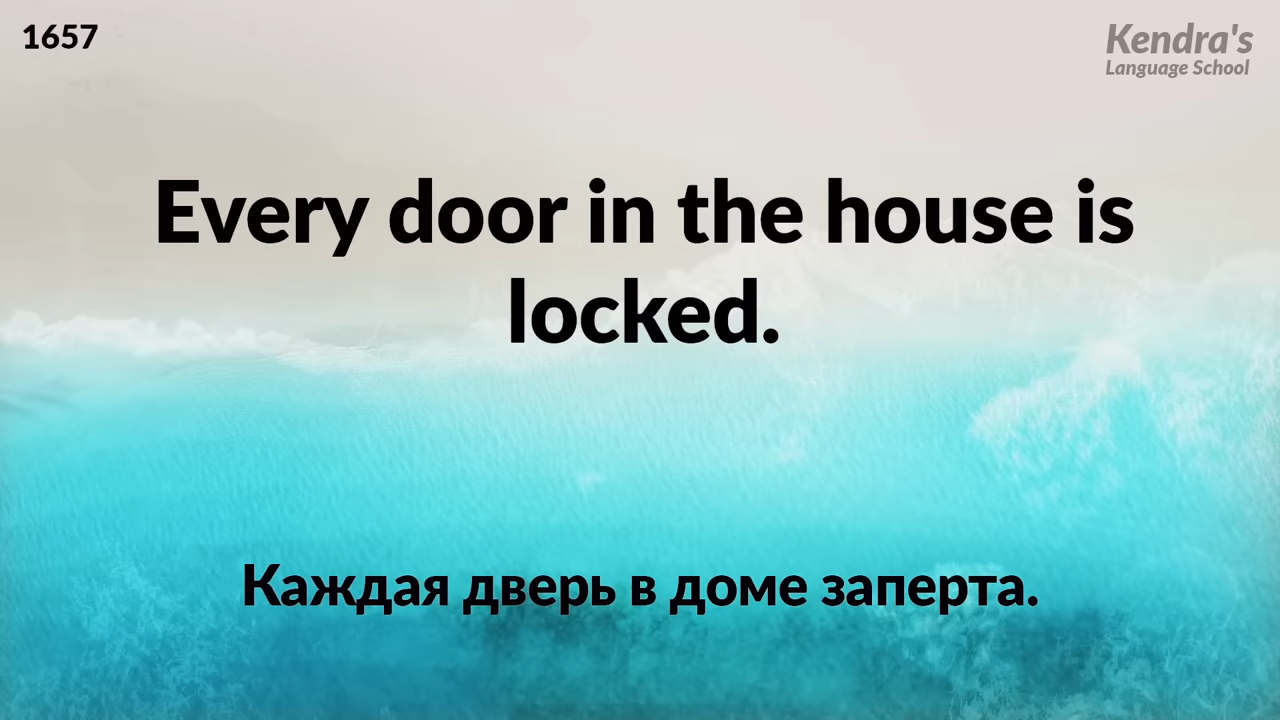 1657
Kendra's
Language School
Every door in the house is
locked.
Каждая дверь в доме заперта.